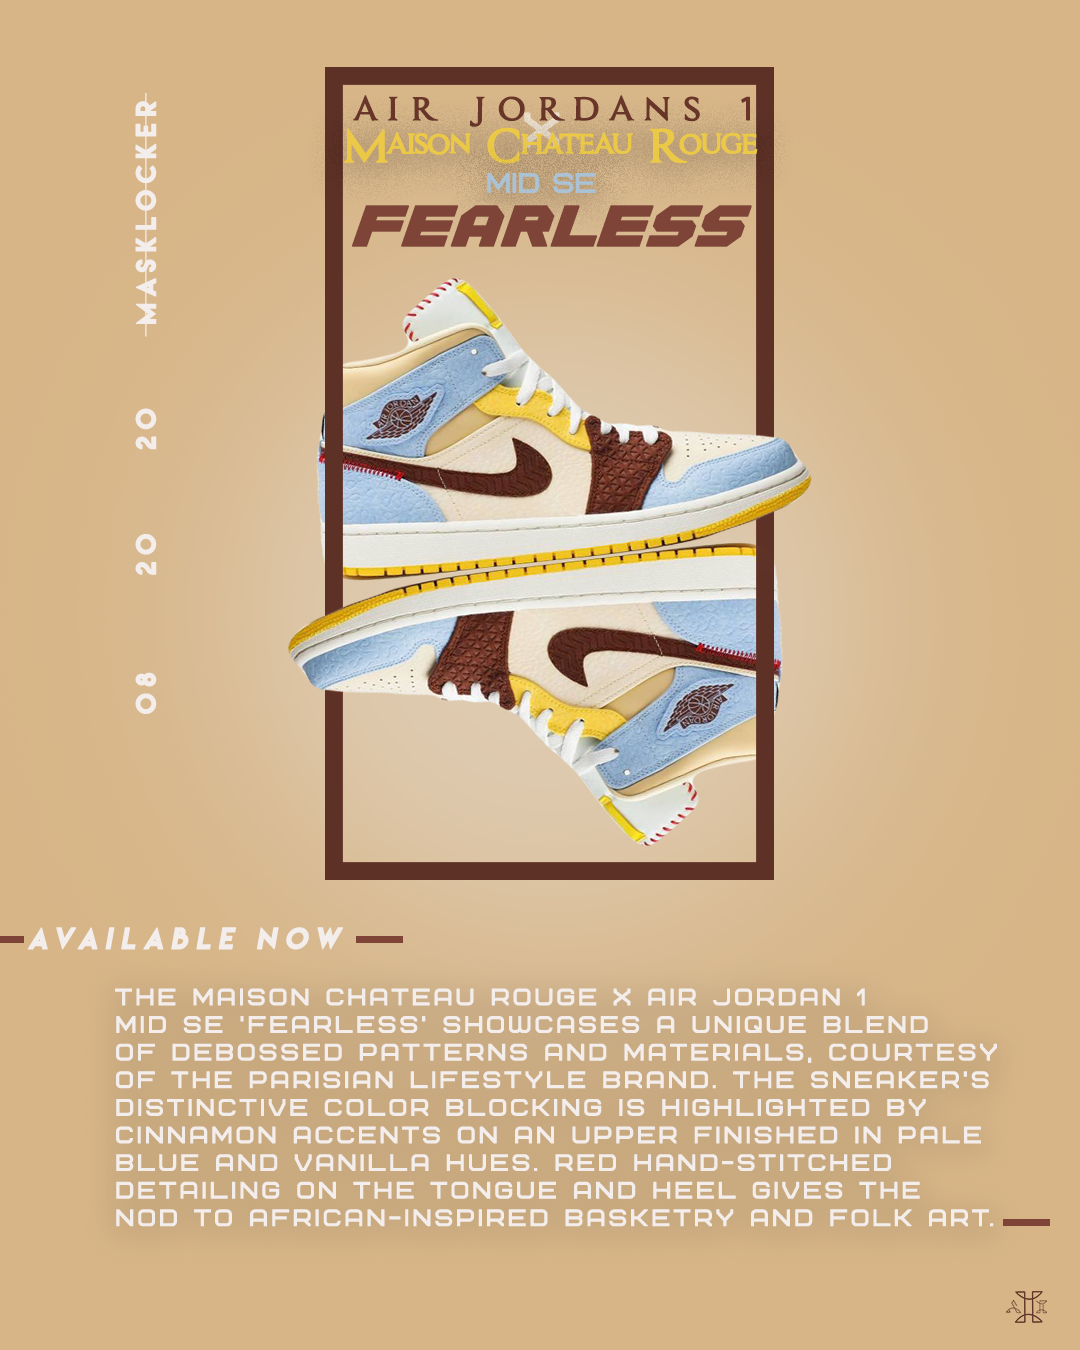 AIR JORDANS 1
X
MAISON CHATEAU ROUGE
MID SE
FEARLESS
MASKLOCKER
20
20
08
AIR JORDAN
AIR JORDAN
AVAILABLE NOW
THE MAISON CHATEAU ROUGE X AIR JORDAN 1
MID SE 'FEARLESS' SHOWCASES A UNIQUE BLEND
OF DEBOSSED PATTERNS AND MATERIALS, COURTESY
OF THE PARISIAN LIFESTYLE BRAND. THE SNEAKER'S
DISTINCTIVE COLOR BLOCKING IS HIGHLIGHTED BY
CINNAMON ACCENTS ON AN UPPER FINISHED IN PALE
BLUE AND VANILLA HUES. RED HAND-STITCHED
DETAILING ON THE TONGUE AND HEEL GIVES THE
NOD TO AFRICAN-INSPIRED BASKETRY AND FOLK ART.